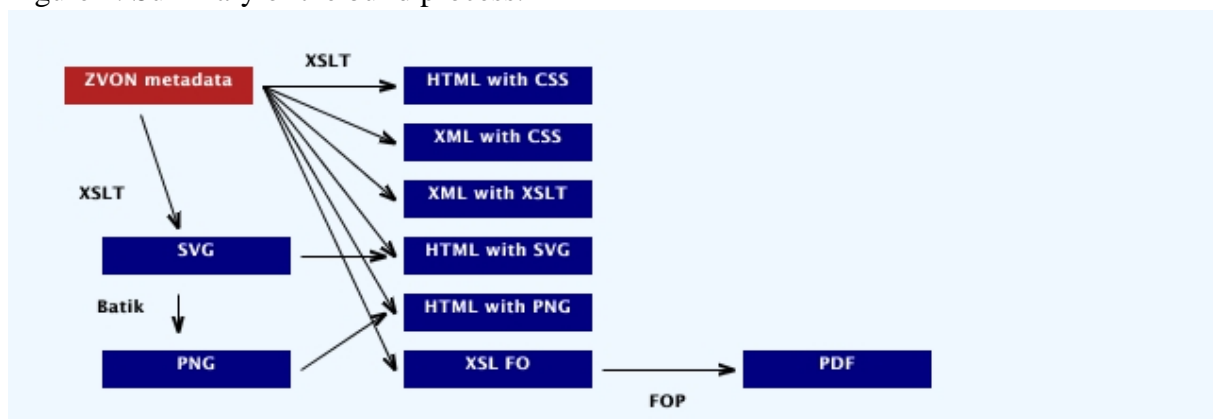 XSLT
ZVON metadata
HTML with CSS
XML with CSS
XSLT
XML with XSLT
SVG
HTML with SVG
Batik
HTML with PNG
PNG
XSL FO
PDF
FOP